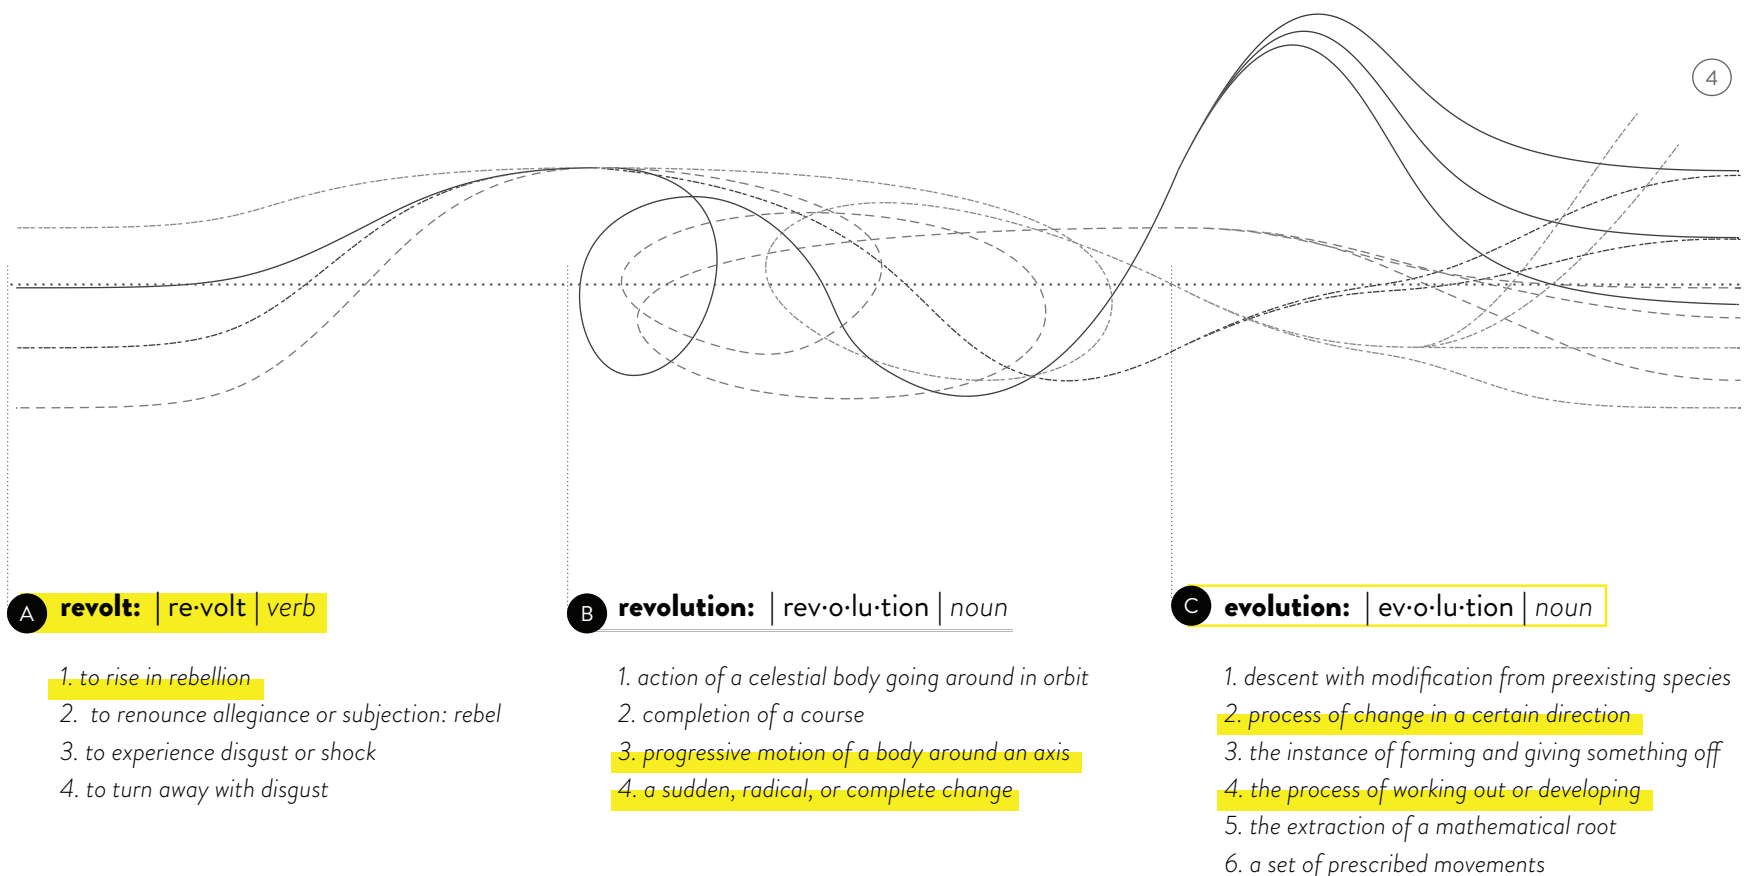 4
A revolt: | re·volt | verb
1. to rise in rebellion
2. to renounce allegiance or subjection: rebel
3. to experience disgust or shock
4. to turn away with disgust
B revolution: | rev·o·lu·tion | noun
1. action of a celestial body going around in orbit
2. completion of a course
3. progressive motion of a body around an axis
4. a sudden, radical, or complete change
C evolution: | ev·o·lu·tion | noun
1. descent with modification from preexisting species
2. process of change in a certain direction
3. the instance of forming and giving something off
4. the process of working out or developing
5. the extraction of a mathematical root
6. a set of prescribed movements